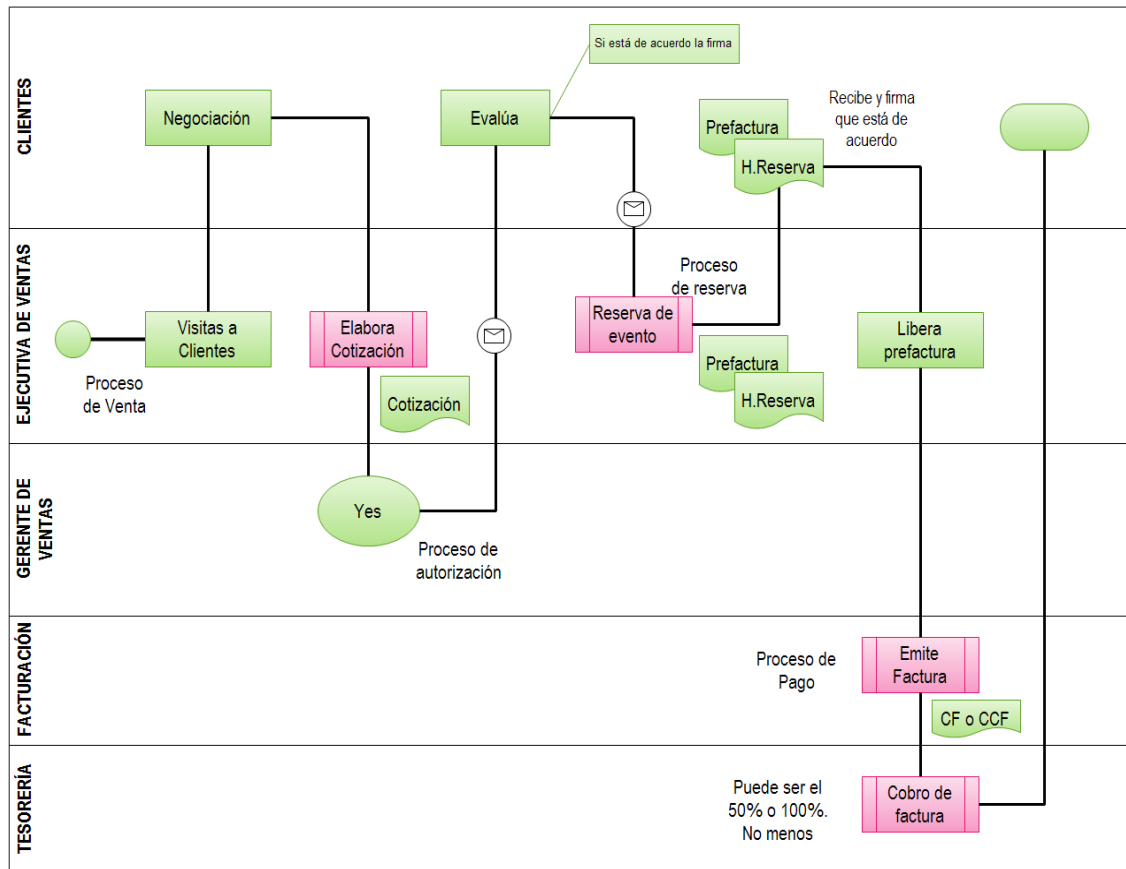 CLIENTES
Si está de acuerdo la firma
Negociación
Evalúa
Prefactura
H.Reserva
Recibe y firma
que está de
acuerdo
EJECUTIVA DE VENTAS
Visitas a
Clientes
Proceso
de Venta
Elabora
Cotización
Cotización
Proceso
de reserva
Reserva de
evento
Prefactura
H.Reserva
Libera
prefactura
GERENTE DE
VENTAS
Yes
Proceso de
autorización
FACTURACIÓN
Proceso de
Pago
Emite
Factura
CF o CCF
TESORERÍA
Puede ser el
50% o 100%.
No menos
Cobro de
factura